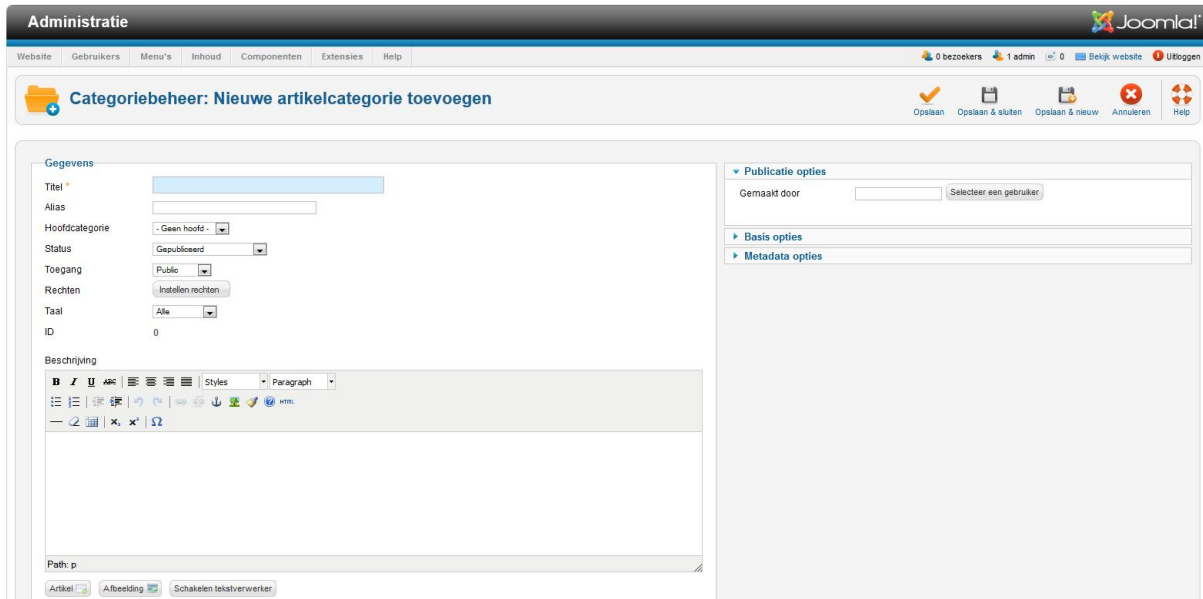 Administratie
Joomla!
Website Gebruikers Menu's Inhoud Componenten Extensies Help
0 bezoekers 1 admin 0 Bekijk website Uitloggen
Categoriebeheer: Nieuwe artikelcategorie toevoegen
Opslaan Opslaan & sluiten Opslaan & nieuw Annuleren Help
Gegevens
Titel *
Alias
Hoofdcategorie - Geen hoofd -
Status Gepubliceerd
Toegang Public
Rechten Instellen rechten
Taal Alle
ID 0
Beschrijving
B I U ABC Styles Paragraph
HTML
Path: p
Artikel Afbeelding Schakelen tekstverwerker
Publicatie opties
Gemaakt door Selecteer een gebruiker
Basis opties
Metadata opties